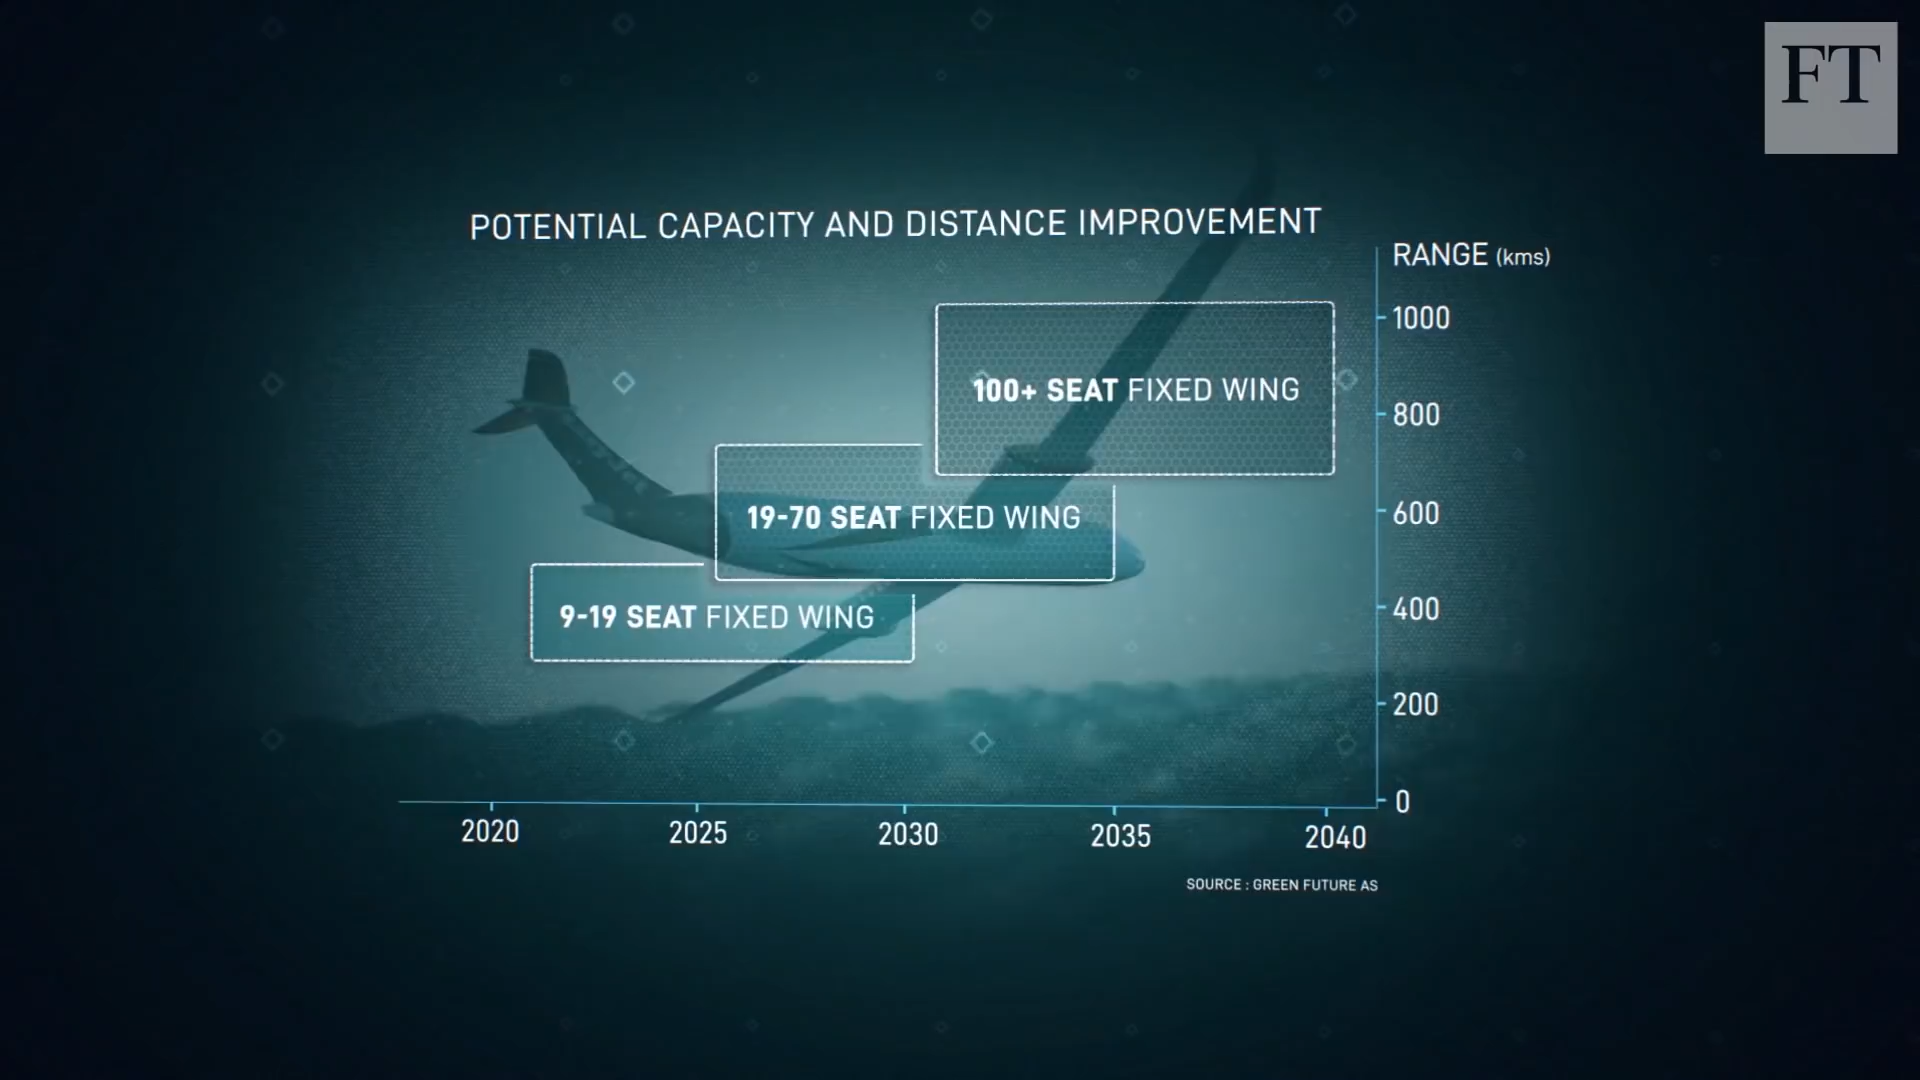 FT
POTENTIAL CAPACITY AND DISTANCE IMPROVEMENT
RANGE (kms)
1000
100+ SEAT FIXED WING
800
19-70 SEAT FIXED WING
600
9-19 SEAT FIXED WING
400
200
0
2020 2025 2030 2035 2040
SOURCE : GREEN FUTURE AS